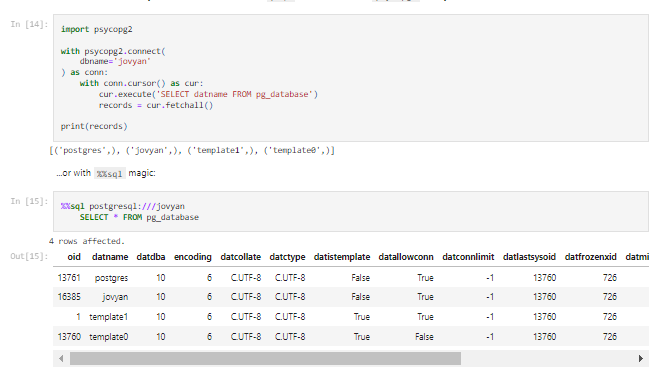 In [14]:
import psycopg2
with psycopg2.connect(
    dbname='jovyan'
) as conn:
    with conn.cursor() as cur:
        cur.execute('SELECT datname FROM pg_database')
        records = cur.fetchall()
print(records)
[('postgres',), ('jovyan',), ('template1',), ('template0',)]
...or with %%sql magic:
In [15]:
%%sql postgresql:///jovyan
    SELECT * FROM pg_database
4 rows affected.
Out[15]:
oid datname datdba encoding datcollate datctype datistemplate datallowconn datconnlimit datlastsysoid datfrozenxid datmi
13761 postgres 10 6 C.UTF-8 C.UTF-8 False True -1 13760 726
16385 jovyan 10 6 C.UTF-8 C.UTF-8 False True -1 13760 726
1 template1 10 6 C.UTF-8 C.UTF-8 True True -1 13760 726
13760 template0 10 6 C.UTF-8 C.UTF-8 True False -1 13760 726